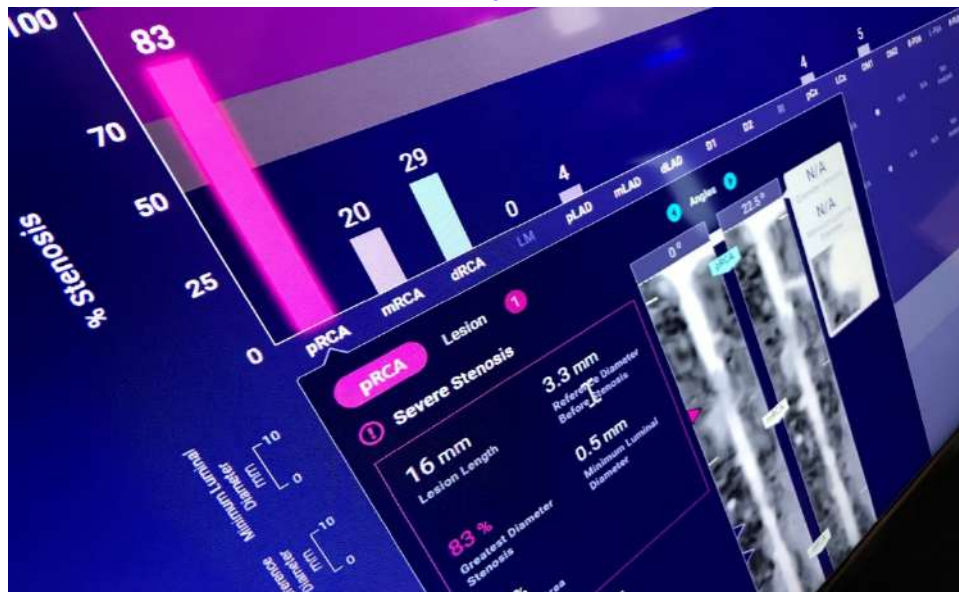 100
83
70
50
25
0
% Stenosis
20
29
0
4
4
5
pRCA
mRCA
dRCA
LM
pLAD
mLAD
dLAD
D1
D2
RI
pCx
LCx
OM1
OM2
N/A
N/A
pRCA
Lesion 1
Severe Stenosis
16 mm
Lesion Length
3.3 mm
Reference Diameter
Before Stenosis
83 %
Greatest Diameter
Stenosis
0.5 mm
Minimum Luminal
Diameter
Angles
0°
22.5°
pRCA
N/A
N/A
Minimum Luminal
Diameter
mm
10
0
Diameter
mm
10
0